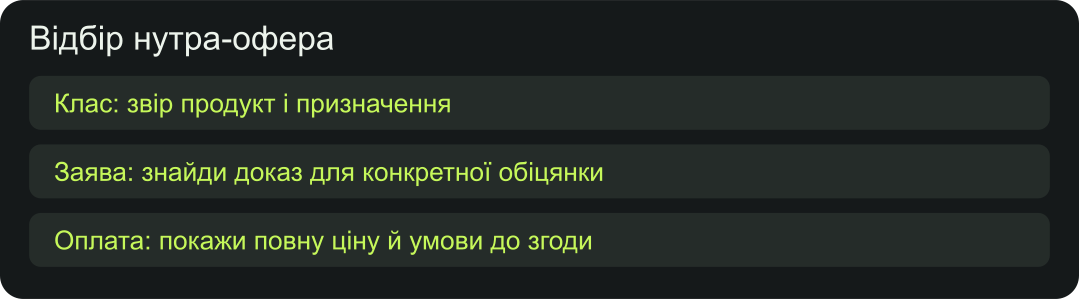 Відбір нутра-офера
Клас: звір продукт і призначення
Заява: знайди доказ для конкретної обіцянки
Оплата: покажи повну ціну й умови до згоди